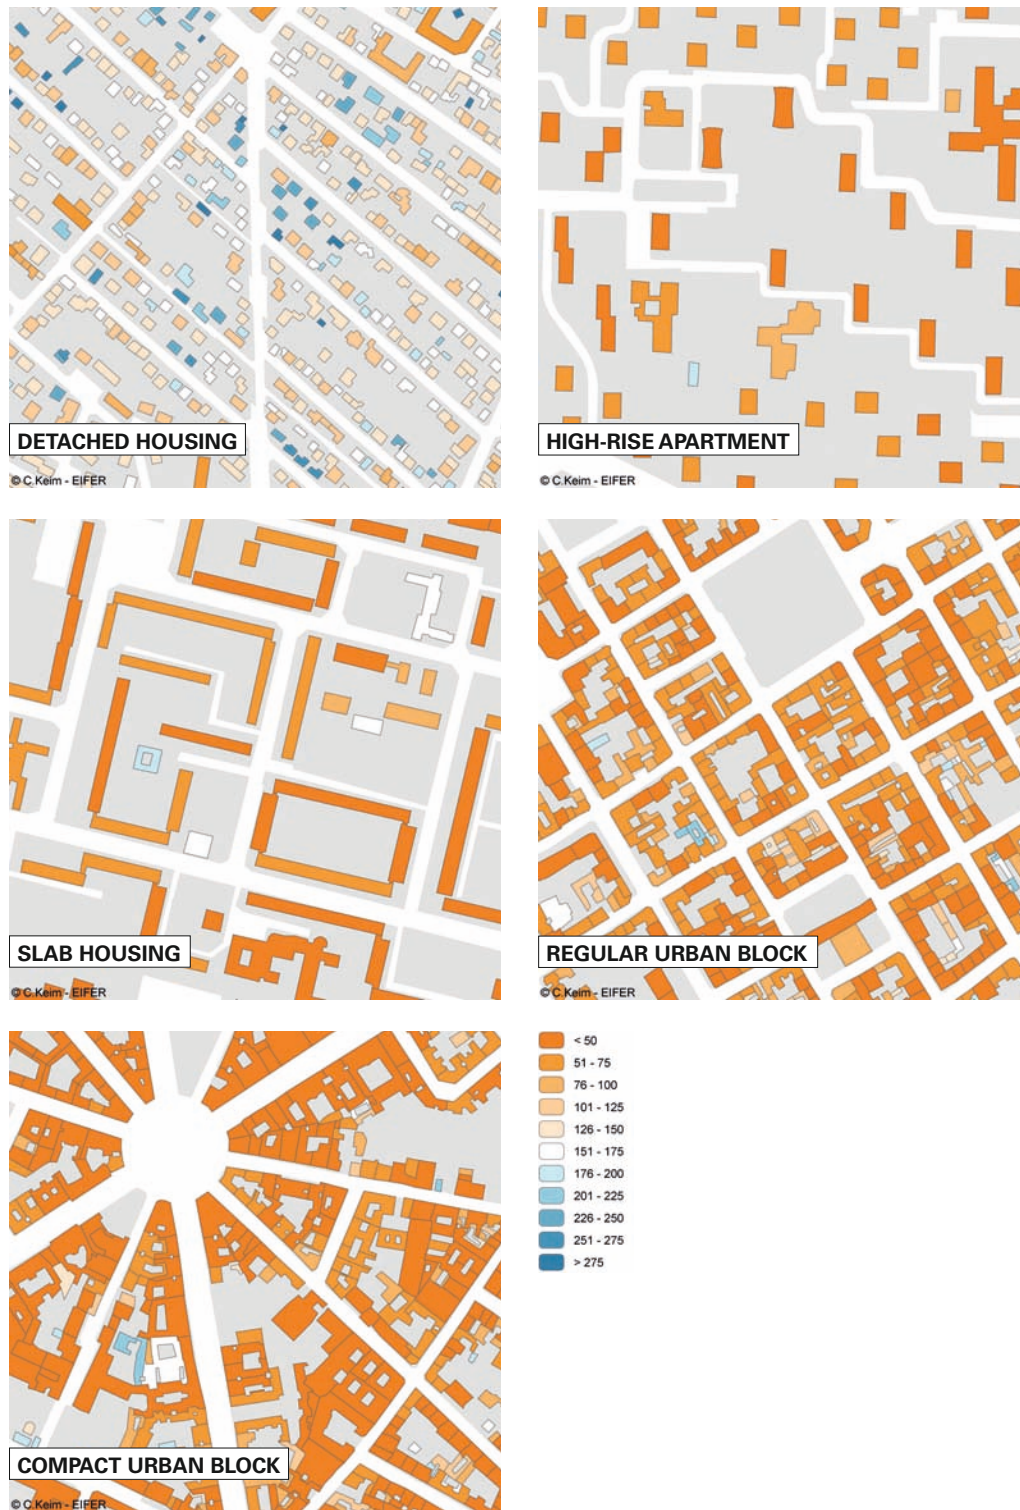 DETACHED HOUSING
© C.Keim - EIFER
HIGH-RISE APARTMENT
© C.Keim - EIFER
SLAB HOUSING
© C.Keim - EIFER
REGULAR URBAN BLOCK
© C.Keim - EIFER
COMPACT URBAN BLOCK
© C.Keim - EIFER
< 50
51 - 75
76 - 100
101 - 125
126 - 150
151 - 175
176 - 200
201 - 225
226 - 250
251 - 275
> 275